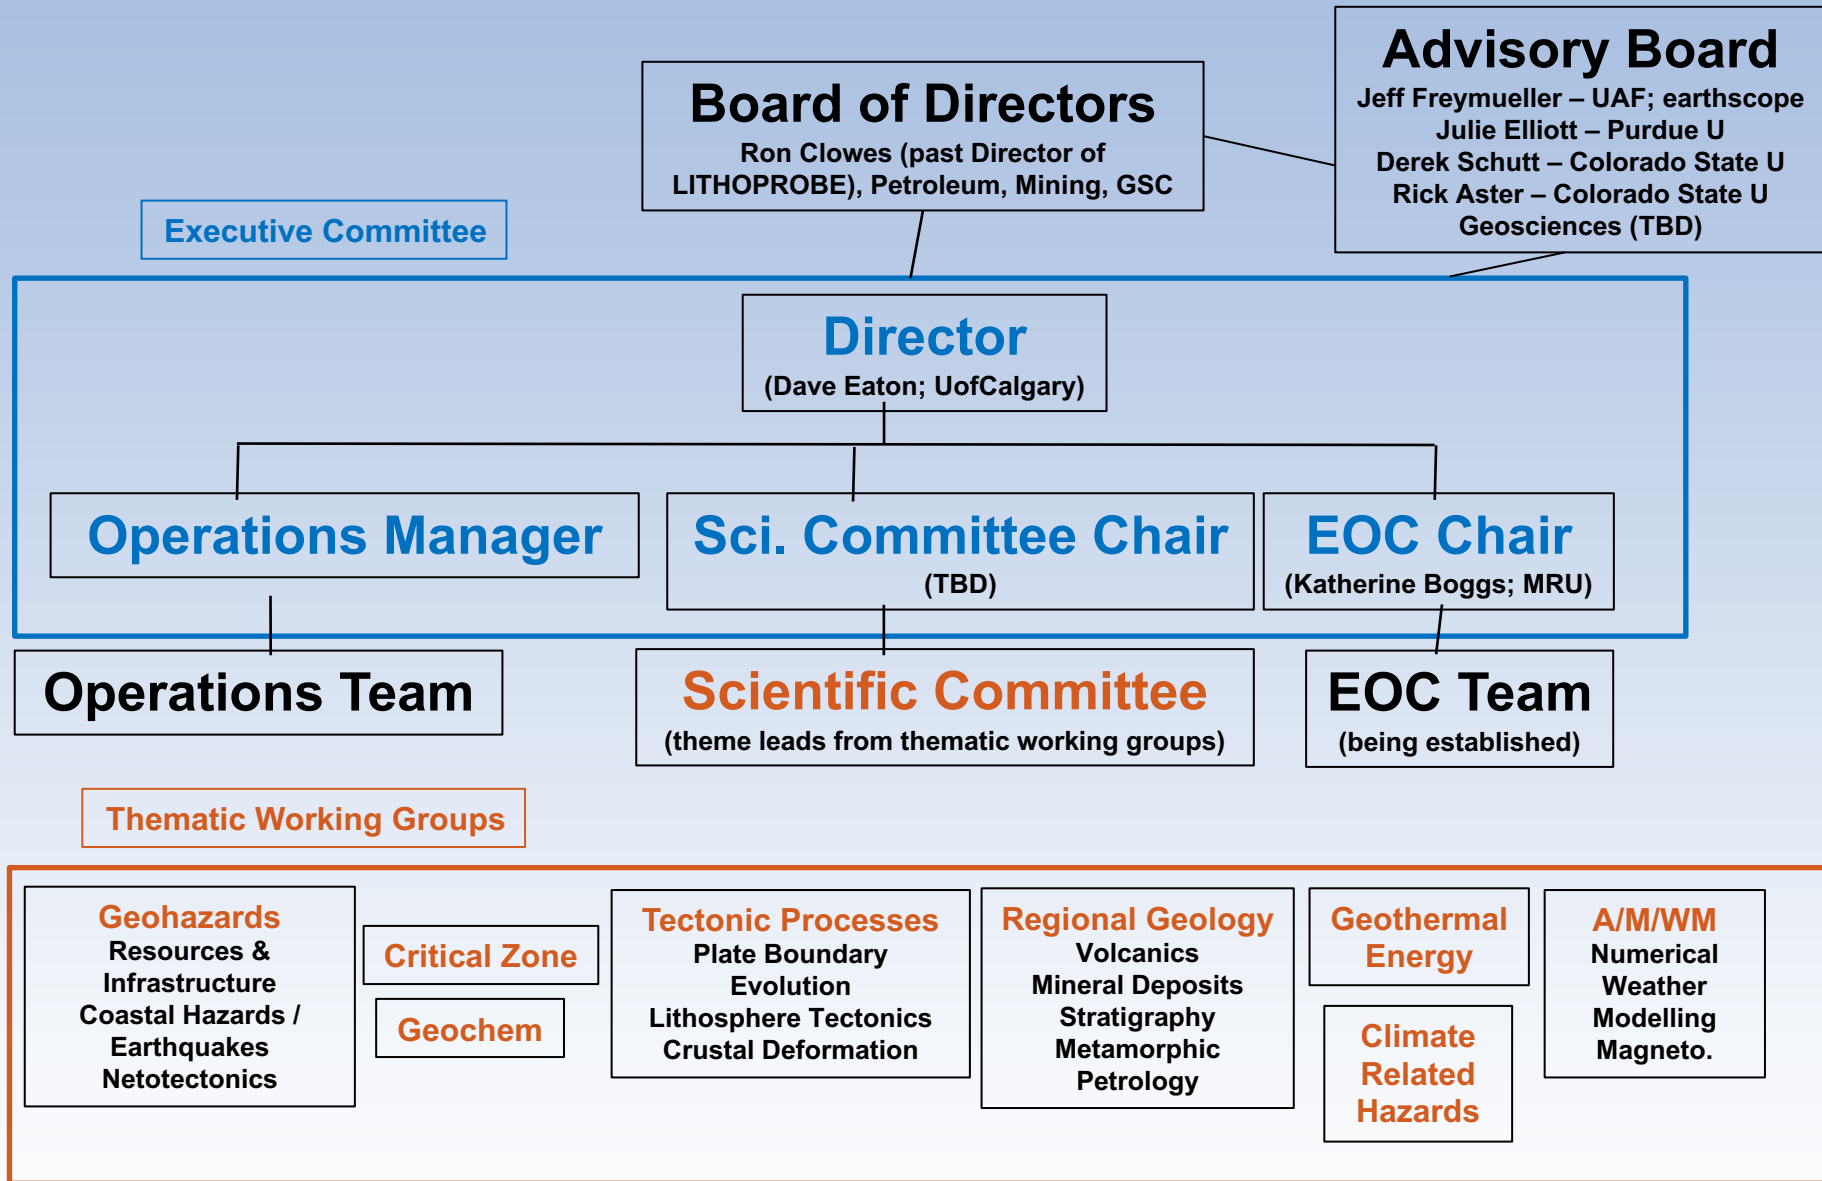 Advisory Board
Jeff Freymueller – UAF; earthscope
Julie Elliott – Purdue U
Derek Schutt – Colorado State U
Rick Aster – Colorado State U
Geosciences (TBD)
Board of Directors
Ron Clowes (past Director of
LITHOPROBE), Petroleum, Mining, GSC
Executive Committee
Director
(Dave Eaton; UofCalgary)
Operations Manager
Sci. Committee Chair
(TBD)
EOC Chair
(Katherine Boggs; MRU)
Operations Team
Scientific Committee
(theme leads from thematic working groups)
EOC Team
(being established)
Thematic Working Groups
Geohazards
Resources &
Infrastructure
Coastal Hazards /
Earthquakes
Netotectonics
Critical Zone
Geochem
Tectonic Processes
Plate Boundary
Evolution
Lithosphere Tectonics
Crustal Deformation
Regional Geology
Volcanics
Mineral Deposits
Stratigraphy
Metamorphic
Petrology
Geothermal
Energy
Climate
Related
Hazards
A/M/WM
Numerical
Weather
Modelling
Magneto.